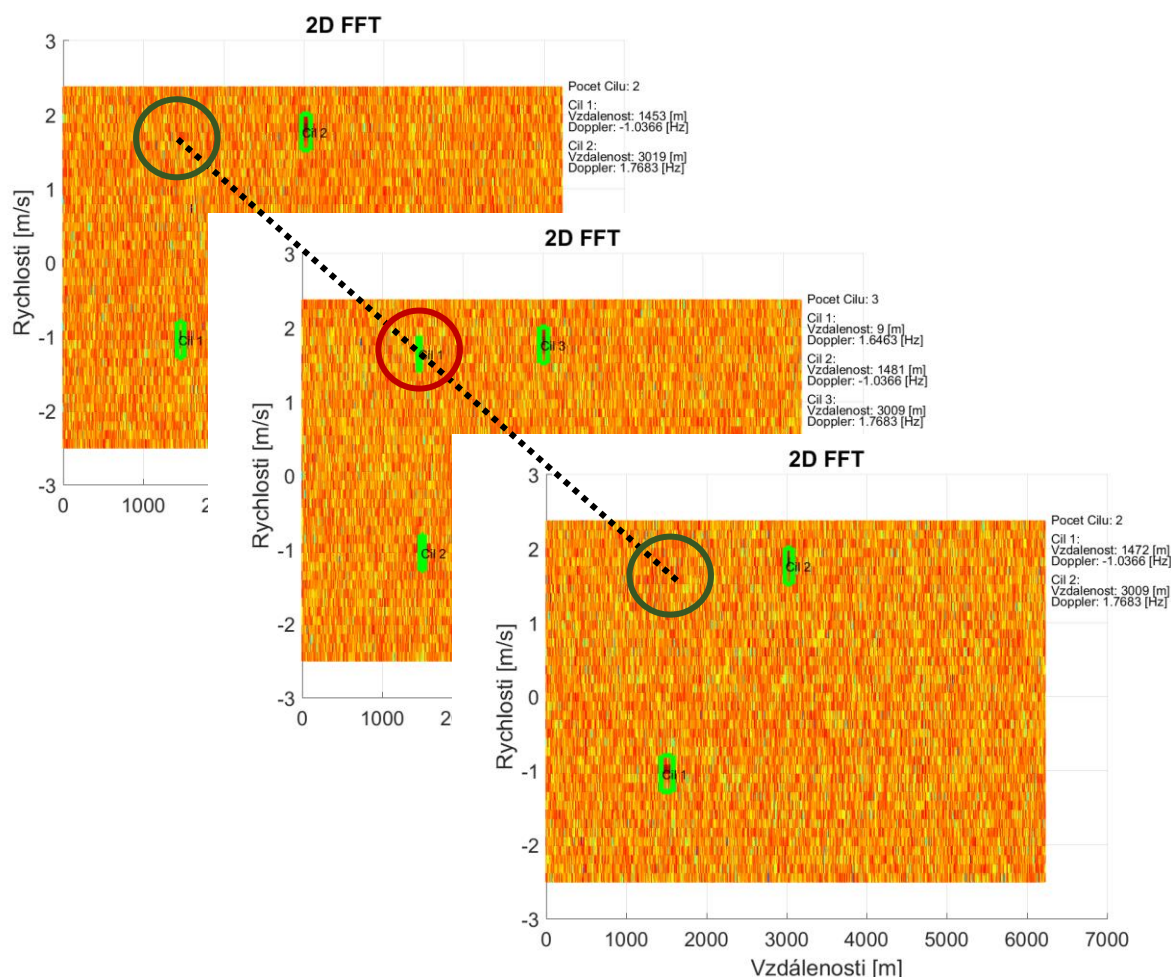 2D FFT
3
2
1
0
-1
-2
-3
Rychlosti [m/s]
0
1000
Cil 2
Cil 1
Pocet Cilu: 2
Cil 1:
Vzdalenost: 1453 [m]
Doppler: -1.0366 [Hz]
Cil 2:
Vzdalenost: 3019 [m]
Doppler: 1.7683 [Hz]
2D FFT
3
2
1
0
-1
-2
-3
Rychlosti [m/s]
0
1000
Cil 1
Cil 3
Cil 2
Pocet Cilu: 3
Cil 1:
Vzdalenost: 9 [m]
Doppler: 1.6463 [Hz]
Cil 2:
Vzdalenost: 1481 [m]
Doppler: -1.0366 [Hz]
Cil 3:
Vzdalenost: 3009 [m]
Doppler: 1.7683 [Hz]
2D FFT
3
2
1
0
-1
-2
-3
Rychlosti [m/s]
Cil 2
Cil 1
Pocet Cilu: 2
Cil 1:
Vzdalenost: 1472 [m]
Doppler: -1.0366 [Hz]
Cil 2:
Vzdalenost: 3009 [m]
Doppler: 1.7683 [Hz]
0 1000 2000 3000 4000 5000 6000 7000
Vzdálenosti [m]